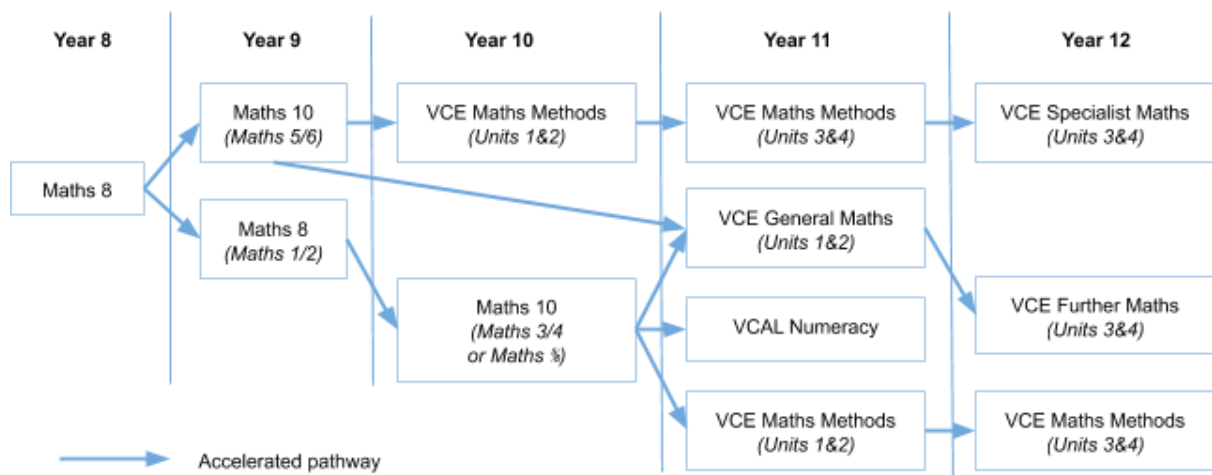 Year 8
Year 9
Year 10
Year 11
Year 12
Maths 8
Maths 10
(Maths 5/6)
Maths 8
(Maths 1/2)
VCE Maths Methods
(Units 1&2)
Maths 10
(Maths 3/4
or Maths ⅚)
VCE Maths Methods
(Units 3&4)
VCE General Maths
(Units 1&2)
VCAL Numeracy
VCE Maths Methods
(Units 1&2)
VCE Specialist Maths
(Units 3&4)
VCE Further Maths
(Units 3&4)
VCE Maths Methods
(Units 3&4)
Accelerated pathway